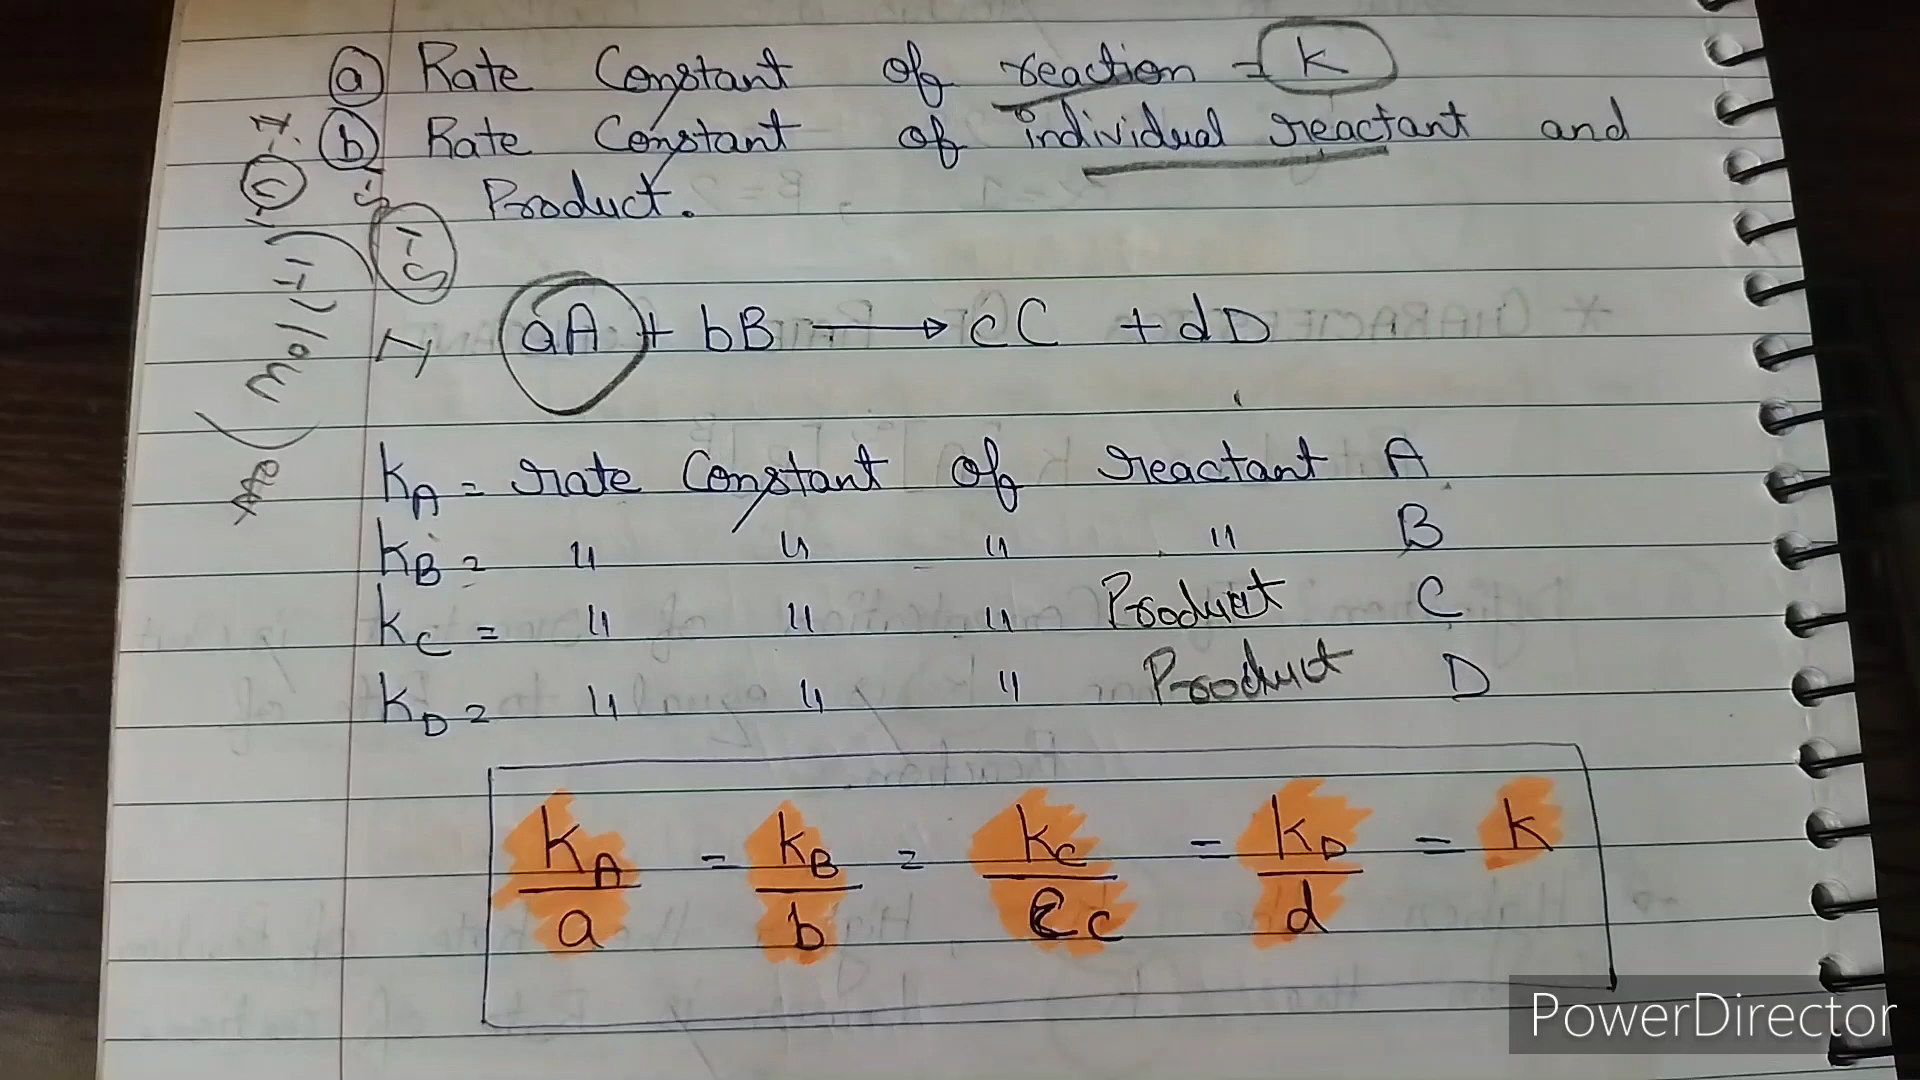 ⓐ Rate Constant of reaction = k
ⓑ Rate Constant of individual reactant and
Product.
aA + bB → cC + dD
kA = rate Constant of reactant A
kB = " " " " B
kC = " " " Product C
kD = " " " Product D
kA/a = kB/b = kC/c = kD/d = k
(mol/L)
PowerDirector